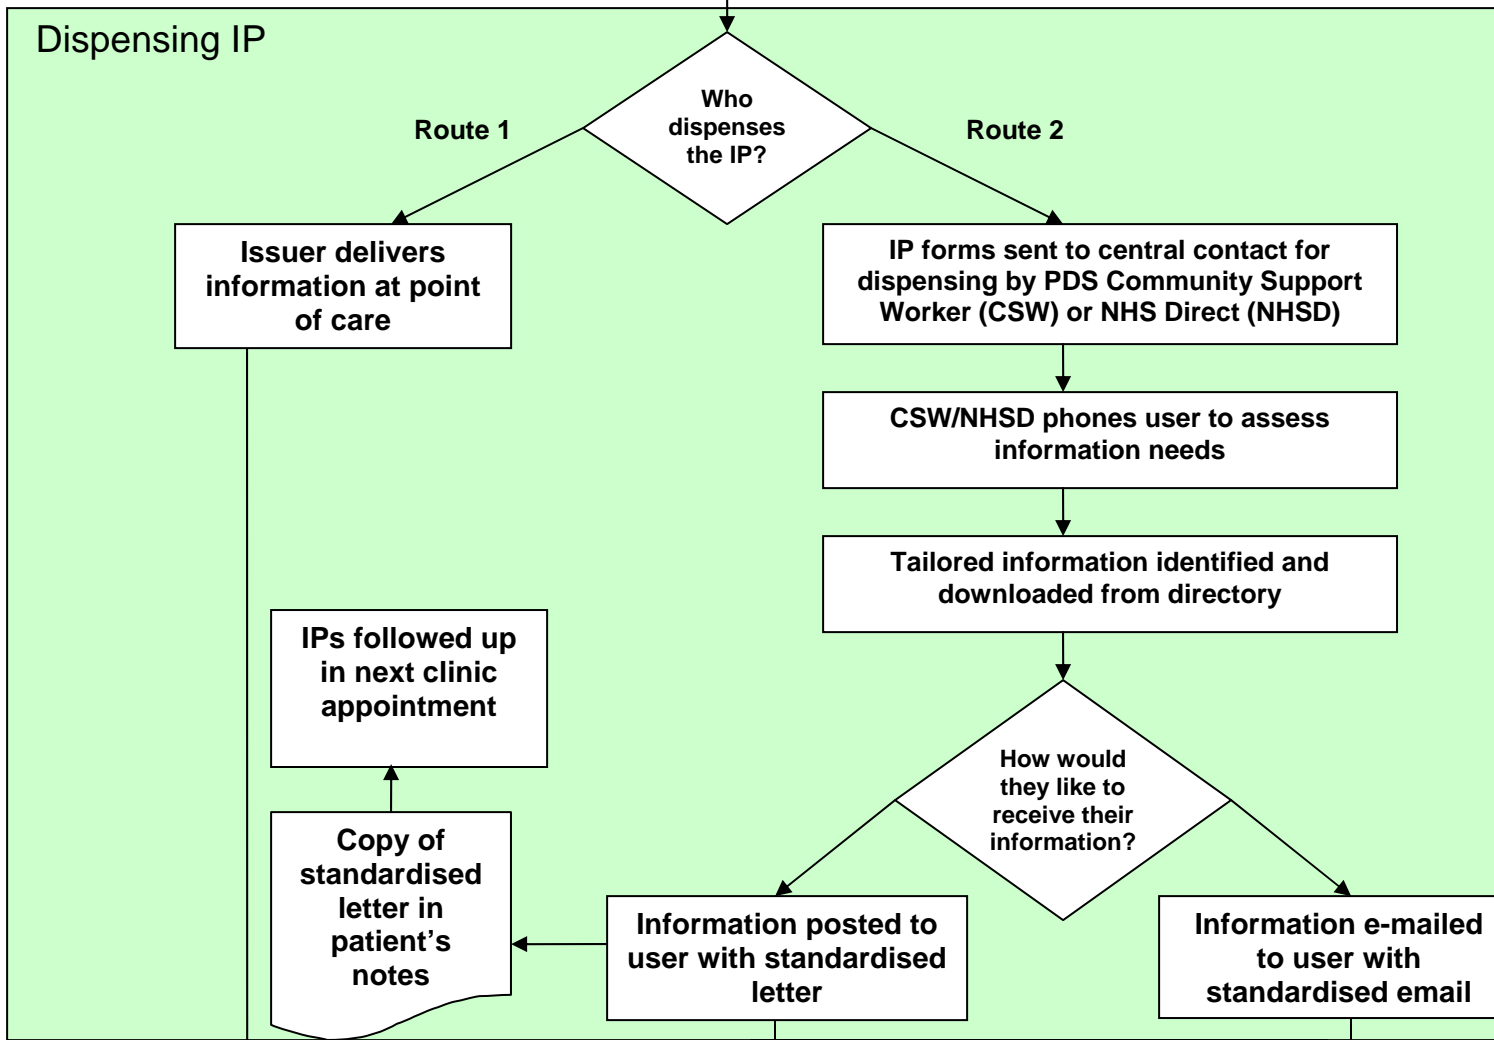 Dispensing IP
Who
dispenses
the IP?
Route 1
Route 2
Issuer delivers
information at point
of care
IP forms sent to central contact for
dispensing by PDS Community Support
Worker (CSW) or NHS Direct (NHSD)
CSW/NHSD phones user to assess
information needs
Tailored information identified and
downloaded from directory
IPs followed up
in next clinic
appointment
How would
they like to
receive their
information?
Copy of
standardised
letter in
patient’s
notes
Information posted to
user with standardised
letter
Information e-mailed
to user with
standardised email